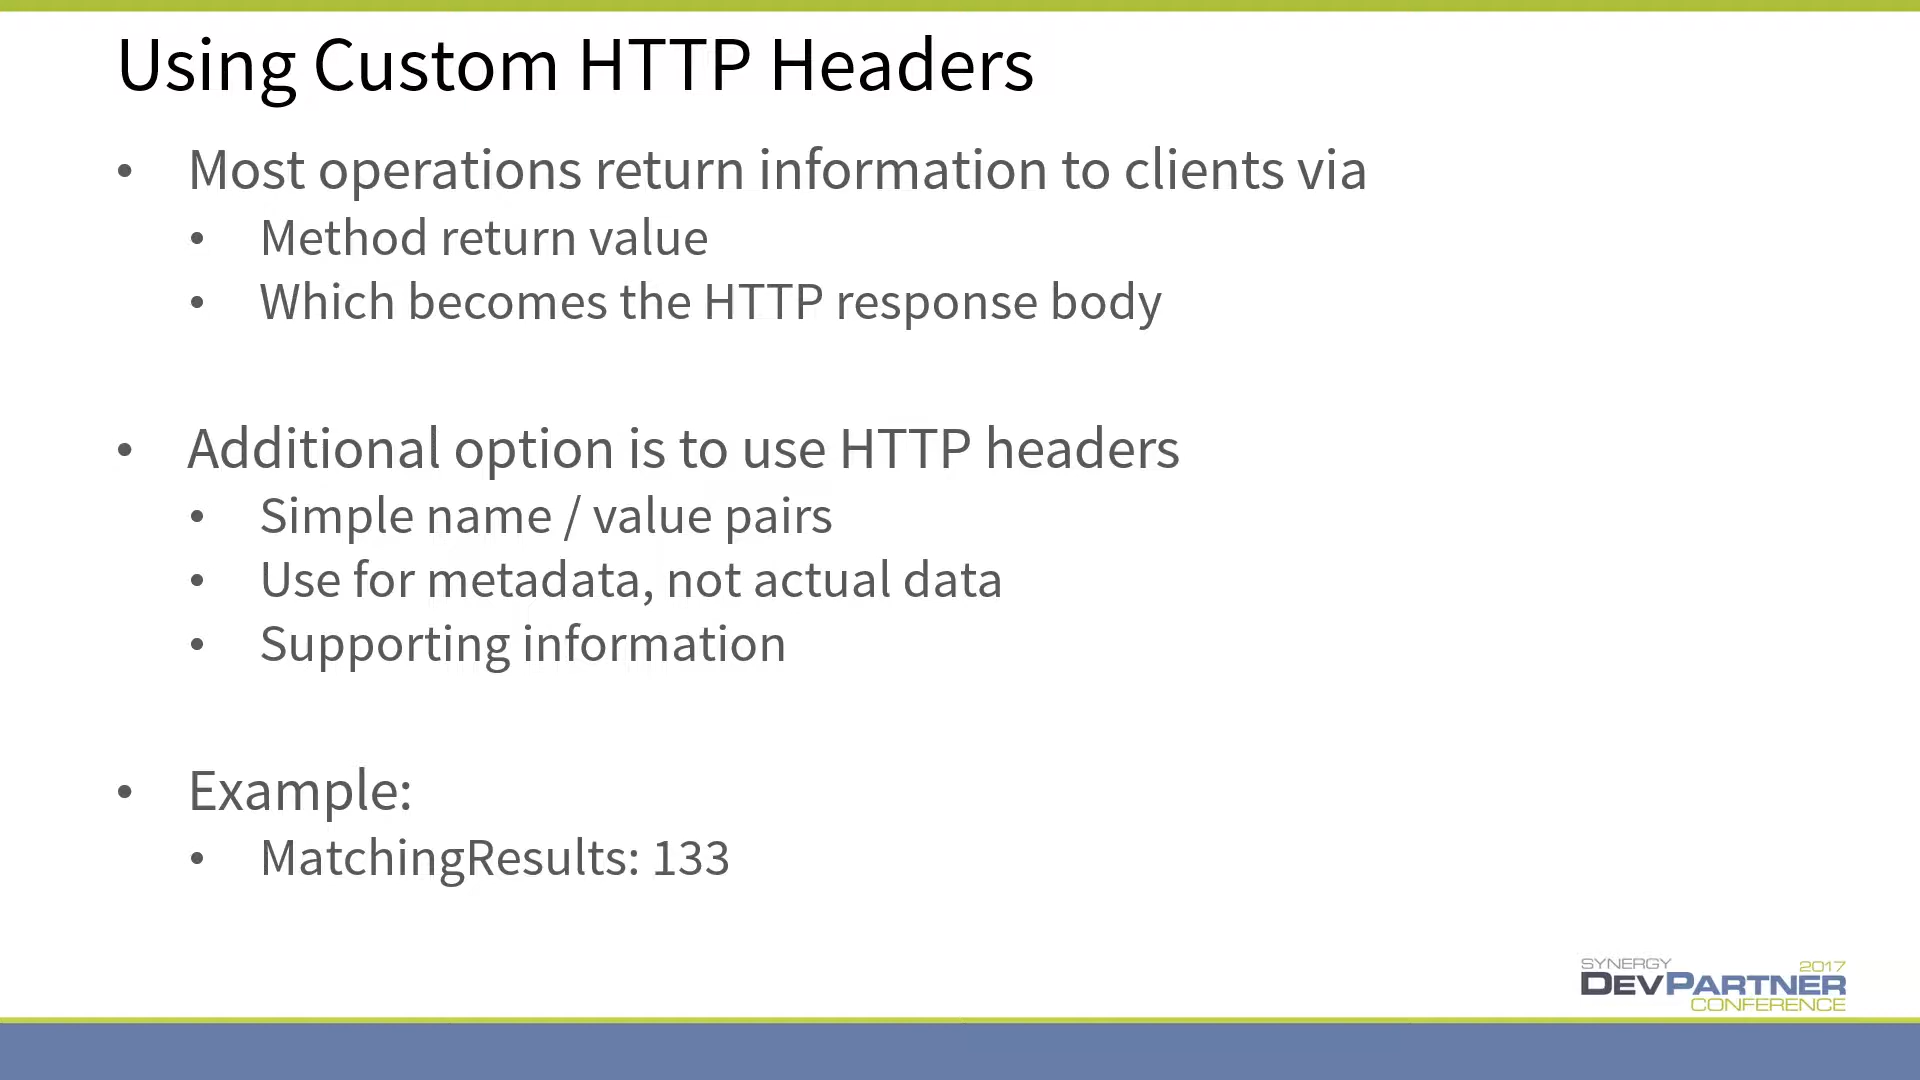 Using Custom HTTP Headers
• Most operations return information to clients via
• Method return value
• Which becomes the HTTP response body
• Additional option is to use HTTP headers
• Simple name / value pairs
• Use for metadata, not actual data
• Supporting information
• Example:
• MatchingResults: 133
SYNERGY 2017
DEVPARTNER
CONFERENCE